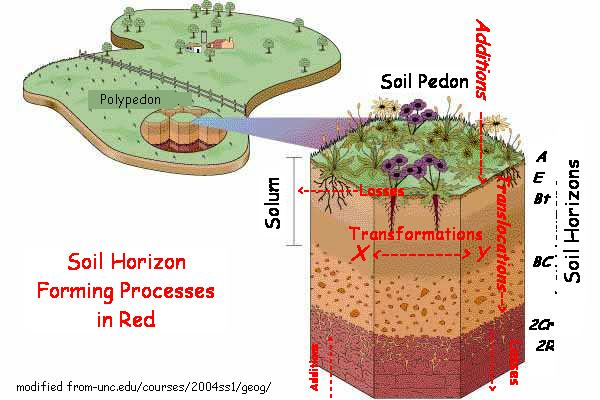 Soil Pedon
Additions
Polypedon
A
E
Bt
Losses
Translocations
Solum
Soil Horizons
Transformations
X
Y
BC
Soil Horizon
Forming Processes
in Red
2Cr
2R
Additions
Losses
modified from-unc.edu/courses/2004ss1/geog/